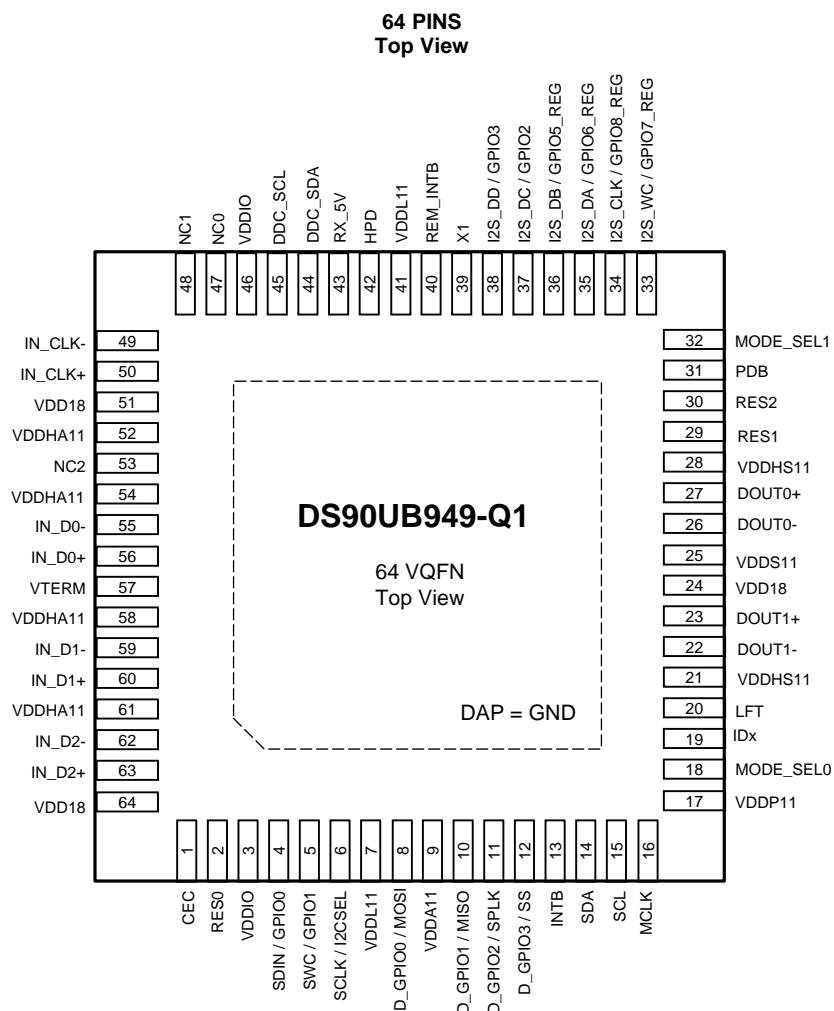 64 PINS
Top View
NC1
NC0
VDDIO
DDC_SCL
DDC_SDA
RX_5V
HPD
VDDL11
REM_INTB
X1
I2S_DD / GPIO3
I2S_DC / GPIO2
I2S_DB / GPIO5_REG
I2S_DA / GPIO6_REG
I2S_CLK / GPIO8_REG
I2S_WC / GPIO7_REG
48
47
46
45
44
43
42
41
40
39
38
37
36
35
34
33
IN_CLK- 49
IN_CLK+ 50
VDD18 51
VDDHA11 52
NC2 53
VDDHA11 54
IN_D0- 55
IN_D0+ 56
VTERM 57
VDDHA11 58
IN_D1- 59
IN_D1+ 60
VDDHA11 61
IN_D2- 62
IN_D2+ 63
VDD18 64
DS90UB949-Q1
64 VQFN
Top View
DAP = GND
32 MODE_SEL1
31 PDB
30 RES2
29 RES1
28 VDDHS11
27 DOUT0+
26 DOUT0-
25 VDDS11
24 VDD18
23 DOUT1+
22 DOUT1-
21 VDDHS11
20 LFT
19 IDx
18 MODE_SEL0
17 VDDP11
1
2
3
4
5
6
7
8
9
10
11
12
13
14
15
16
CEC
RES0
VDDIO
SDIN / GPIO0
SWC / GPIO1
SCLK / I2CSEL
VDDL11
D_GPIO0 / MOSI
VDDA11
D_GPIO1 / MISO
D_GPIO2 / SPLK
D_GPIO3 / SS
INTB
SDA
SCL
MCLK